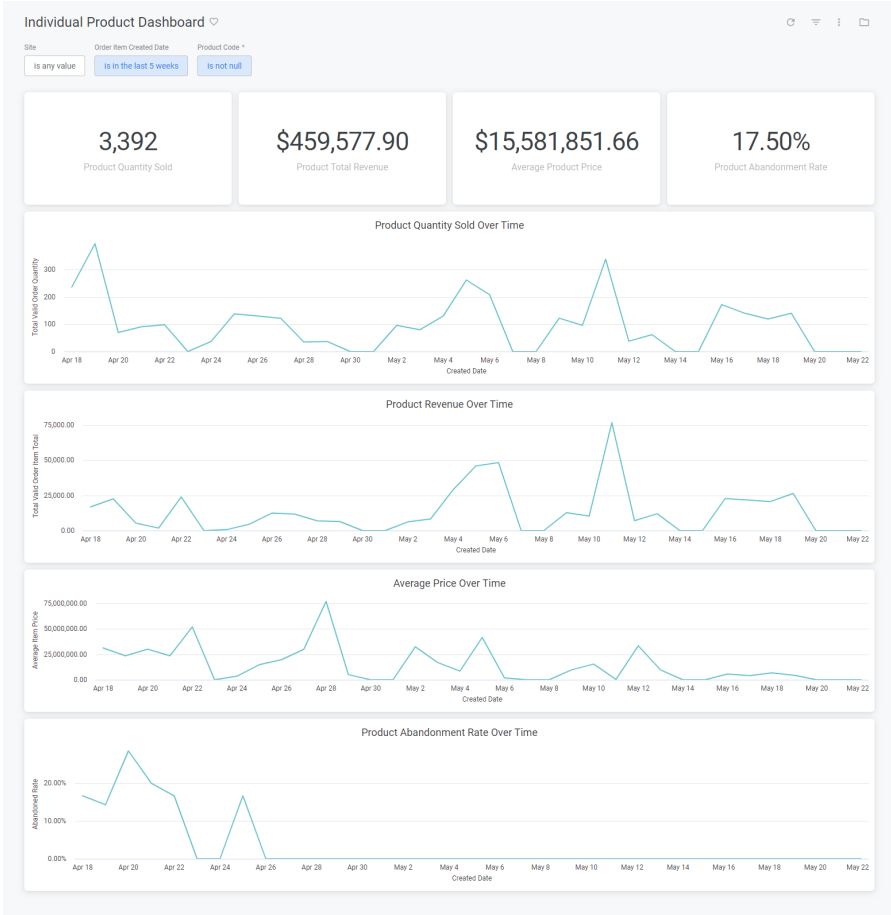 Individual Product Dashboard
Site Order Item Created Date Product Code *
is any value is in the last 5 weeks is not null
3,392 $459,577.90 $15,581,851.66 17.50%
Product Quantity Sold Product Total Revenue Average Product Price Product Abandonment Rate
Product Quantity Sold Over Time
Total Valid Order Quantity
300
200
100
0
Apr 18 Apr 20 Apr 22 Apr 24 Apr 26 Apr 28 Apr 30 May 2 May 4 May 6 May 8 May 10 May 12 May 14 May 16 May 18 May 20 May 22
Created Date
Product Revenue Over Time
Total Valid Order Item Total
75,000.00
50,000.00
25,000.00
0.00
Apr 18 Apr 20 Apr 22 Apr 24 Apr 26 Apr 28 Apr 30 May 2 May 4 May 6 May 8 May 10 May 12 May 14 May 16 May 18 May 20 May 22
Created Date
Average Price Over Time
Average Item Price
75,000,000.00
50,000,000.00
25,000,000.00
0.00
Apr 18 Apr 20 Apr 22 Apr 24 Apr 26 Apr 28 Apr 30 May 2 May 4 May 6 May 8 May 10 May 12 May 14 May 16 May 18 May 20 May 22
Created Date
Product Abandonment Rate Over Time
Abandoned Rate
20.00%
10.00%
0.00%
Apr 18 Apr 20 Apr 22 Apr 24 Apr 26 Apr 28 Apr 30 May 2 May 4 May 6 May 8 May 10 May 12 May 14 May 16 May 18 May 20 May 22
Created Date